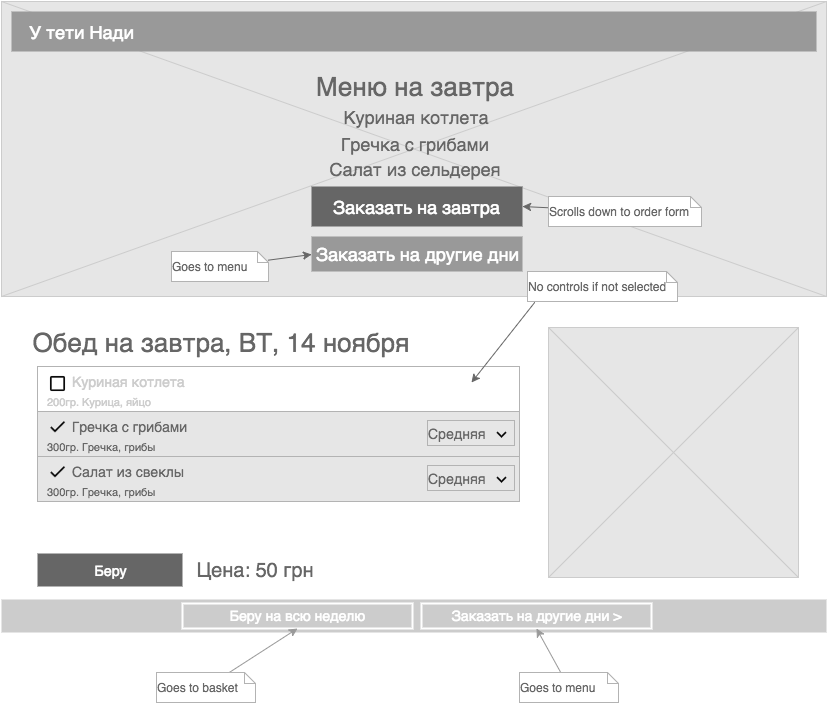 У тети Нади
Меню на завтра
Куриная котлета
Гречка с грибами
Салат из сельдерея
Заказать на завтра
Scrolls down to order form
Заказать на другие дни
Goes to menu
No controls if not selected
Обед на завтра, ВТ, 14 ноября
Куриная котлета
200гр. Курица, яйцо
Гречка с грибами
Средняя
300гр. Гречка, грибы
Салат из свеклы
Средняя
300гр. Гречка, грибы
Беру
Цена: 50 грн
Беру на всю неделю
Заказать на другие дни >
Goes to basket
Goes to menu